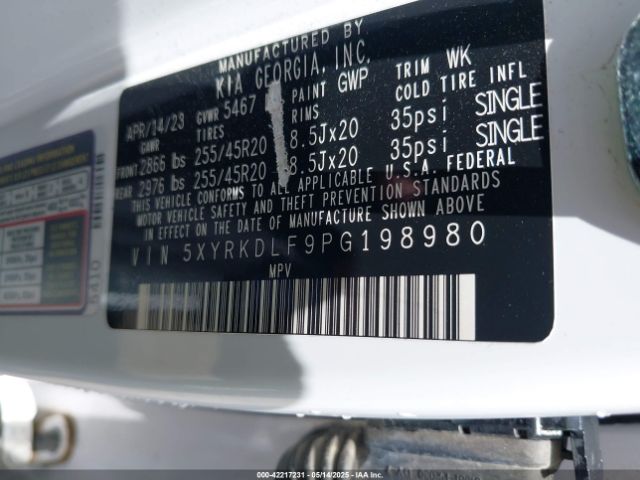 MANUFACTURED BY
KIA GEORGIA, INC.
APR/14/23 GVWR 5467 PAINT GWP TRIM WK
GAWR TIRES RIMS COLD TIRE INFL
FRONT 2866 lbs 255/45R20 8.5Jx20 35psi SINGLE
REAR 2976 lbs 255/45R20 8.5Jx20 35psi SINGLE
THIS VEHICLE CONFORMS TO ALL APPLICABLE U.S.A. FEDERAL
MOTOR VEHICLE SAFETY AND THEFT PREVENTION STANDARDS
IN EFFECT ON THE DATE OF MANUFACTURE SHOWN ABOVE
VIN 5XYRKDLF9PG198980
MPV
000-42217231 - 05/14/2025 - IAA Inc.